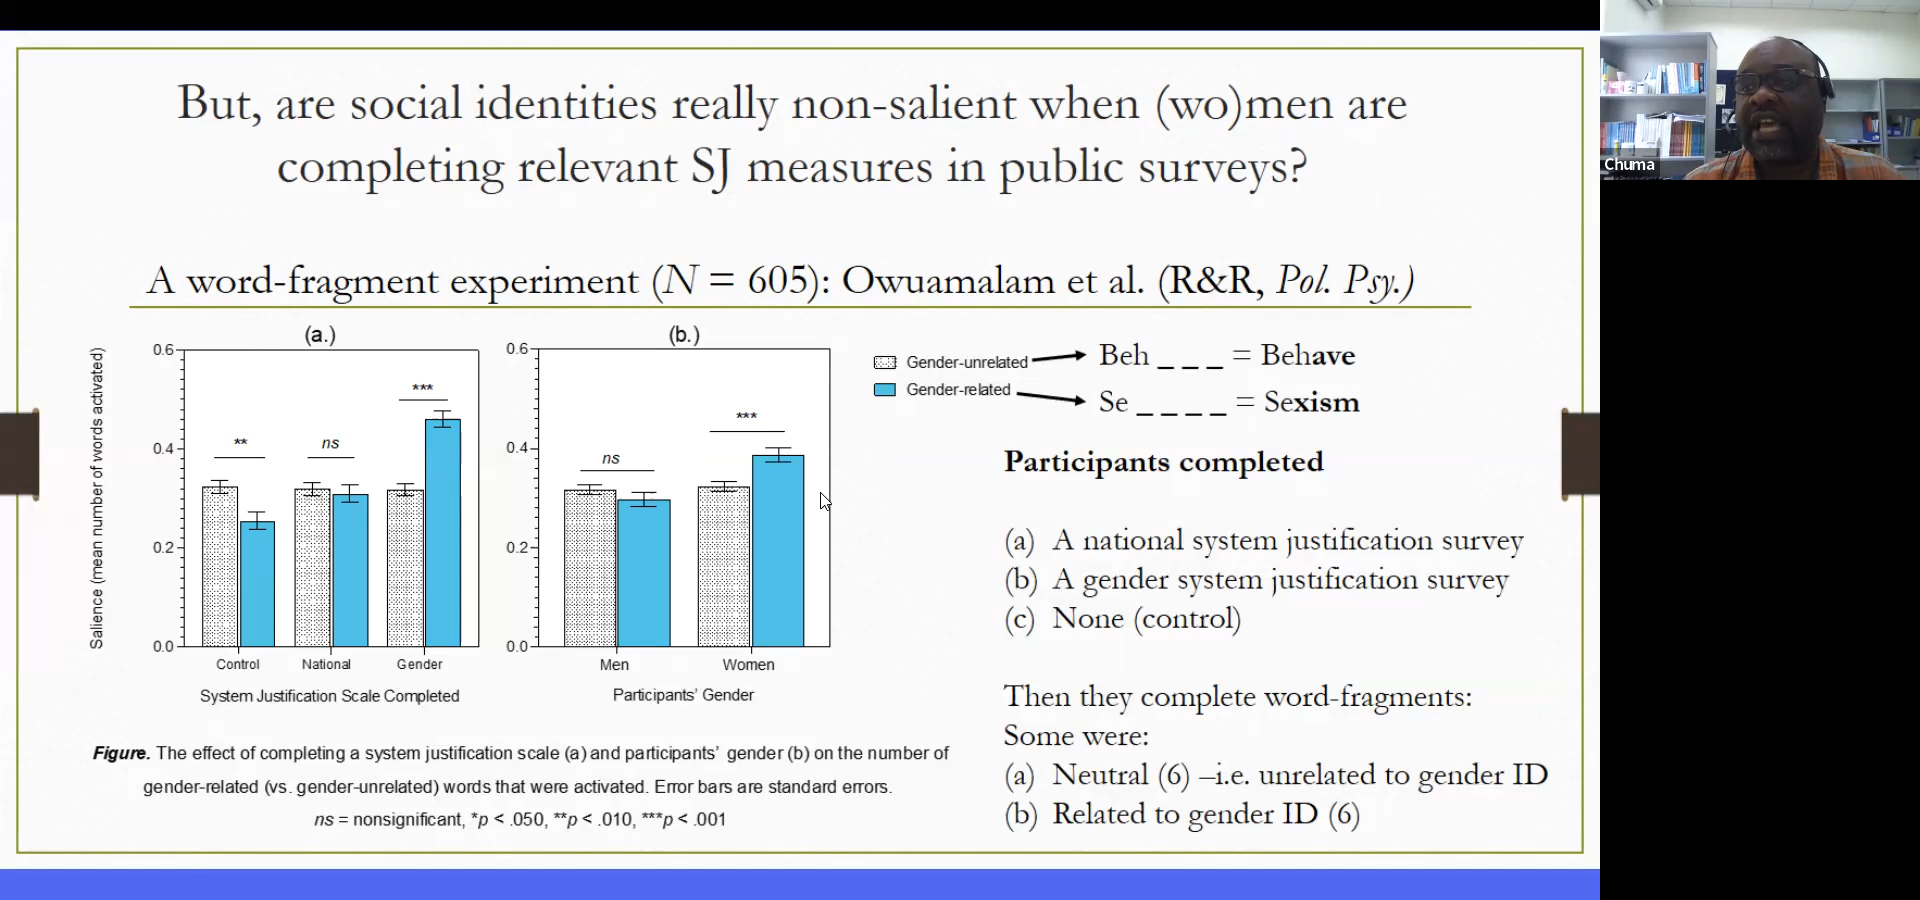 But, are social identities really non-salient when (wo)men are
completing relevant SJ measures in public surveys?
A word-fragment experiment (N = 605): Owuamalam et al. (R&R, Pol. Psy.)
(a.)
Salience (mean number of words activated)
0.6
0.4
0.2
0.0
**
ns
***
Control National Gender
System Justification Scale Completed
(b.)
0.6
0.4
0.2
0.0
ns
***
Men Women
Participants' Gender
Gender-unrelated
Gender-related
Beh _ _ _ = Behave
Se _ _ _ _ = Sexism
Figure. The effect of completing a system justification scale (a) and participants' gender (b) on the number of
gender-related (vs. gender-unrelated) words that were activated. Error bars are standard errors.
ns = nonsignificant, *p < .050, **p < .010, ***p < .001
Participants completed
(a) A national system justification survey
(b) A gender system justification survey
(c) None (control)
Then they complete word-fragments:
Some were:
(a) Neutral (6) –i.e. unrelated to gender ID
(b) Related to gender ID (6)
Chuma